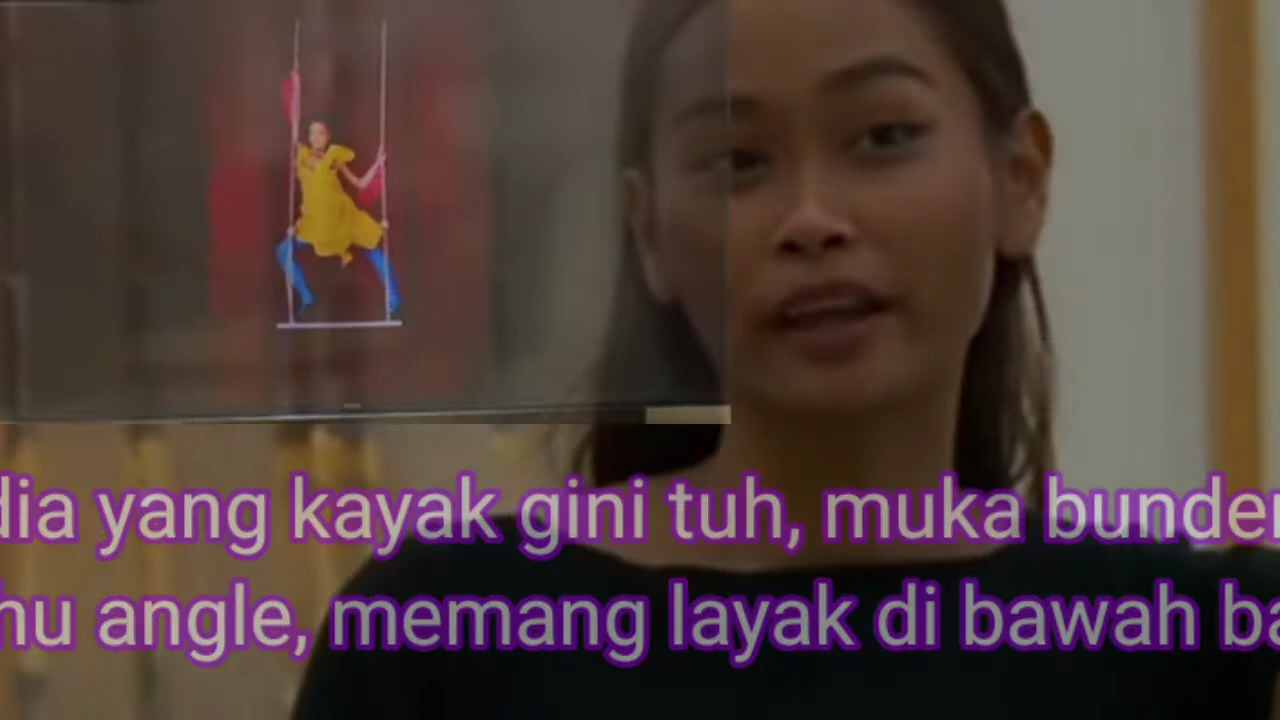 dia yang kayak gini tuh, muka bunder
hu angle, memang layak di bawah ba